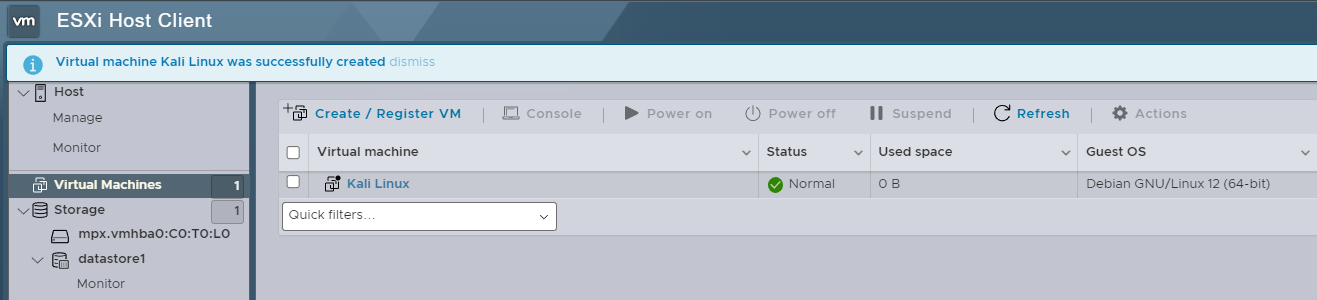 vm ESXi Host Client
Virtual machine Kali Linux was successfully created dismiss
Host
Manage
Monitor
Virtual Machines 1
Storage 1
mpx.vmhba0:C0:T0:L0
datastore1
Monitor
Create / Register VM Console Power on Power off Suspend Refresh Actions
Virtual machine Status Used space Guest OS
Kali Linux Normal 0 B Debian GNU/Linux 12 (64-bit)
Quick filters...